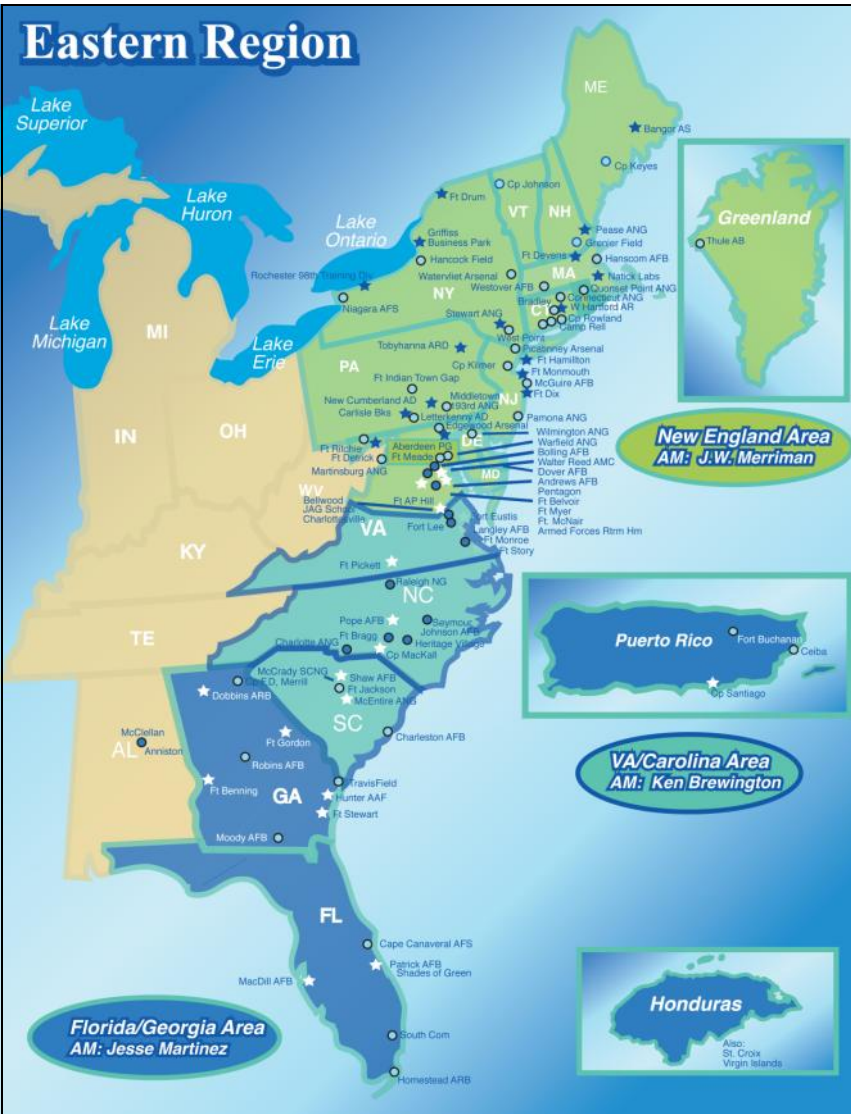 Eastern Region
Lake
Superior
Lake
Huron
Lake
Ontario
Lake
Michigan
Lake
Erie
ME
Bangor AS
Cp Keyes
Cp Johnson
Ft Drum
VT
NH
Griffiss
Business Park
Pease ANG
Grenier Field
Hancock Field
Ft Devens
Hanscom AFB
Rochester 98th Training Div
Watervliet Arsenal
MA
Natick Labs
Westover AFB
Quonset Point ANG
NY
Bradley
Connecticut ANG
Niagara AFS
CT
W Hartford AR
Stewart ANG
Cp Rowland
Camp Rell
West Point
MI
PA
Tobyhanna ARD
Picatinney Arsenal
Cp Kilmer
Ft Hamilton
Ft Monmouth
Ft Indian Town Gap
McGuire AFB
Ft Dix
New Cumberland AD
Middletown
193rd ANG
NJ
Carlisle Bks
Letterkenny AD
Pamona ANG
IN
OH
Edgewood Arsenal
DE
Wilmington ANG
Ft Ritchie
Aberdeen PG
Warfield ANG
Ft Detrick
Ft Meade
Bolling AFB
Walter Reed AMC
Martinsburg ANG
MD
Dover AFB
Andrews AFB
WV
Pentagon
Bellwood
Ft AP Hill
Ft Belvoir
JAG School
Ft Myer
Charlottesville
Ft. McNair
Armed Forces Rtrm Hm
VA
Fort Eustis
Fort Lee
Langley AFB
Ft Monroe
Ft Story
KY
Ft Pickett
Raleigh NG
NC
TE
Pope AFB
Seymour
Johnson AFB
Ft Bragg
Heritage Village
Charlotte ANG
Cp MacKall
McCrady SCNG
Shaw AFB
Cp F.D. Merrill
Ft Jackson
Dobbins ARB
McEntire ANG
SC
McClellan
AL
Anniston
Ft Gordon
Charleston AFB
Robins AFB
Ft Benning
TravisField
GA
Hunter AAF
Ft Stewart
Moody AFB
FL
Cape Canaveral AFS
Patrick AFB
Shades of Green
MacDill AFB
South Com
Homestead ARB
Greenland
Thule AB
New England Area
AM: J.W. Merriman
Puerto Rico
Fort Buchanan
Ceiba
Cp Santiago
VA/Carolina Area
AM: Ken Brewington
Honduras
Also:
St. Croix
Virgin Islands
Florida/Georgia Area
AM: Jesse Martinez